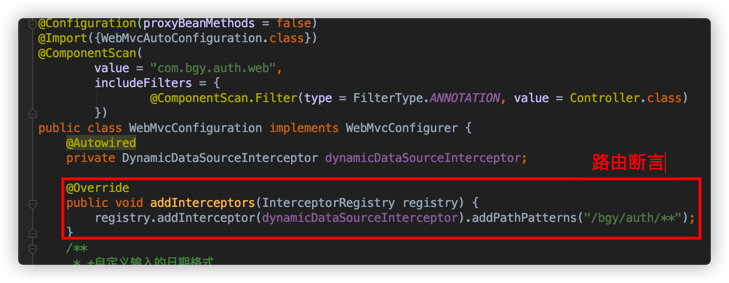 @Configuration(proxyBeanMethods = false)
@Import({WebMvcAutoConfiguration.class})
@ComponentScan(
value = "com.bgy.auth.web",
includeFilters = {
@ComponentScan.Filter(type = FilterType.ANNOTATION, value = Controller.class)
})
public class WebMvcConfiguration implements WebMvcConfigurer {
@Autowired
private DynamicDataSourceInterceptor dynamicDataSourceInterceptor;
路由断言
@Override
public void addInterceptors(InterceptorRegistry registry) {
registry.addInterceptor(dynamicDataSourceInterceptor).addPathPatterns("/bgy/auth/**");
}
/**
* +自定义输入的日期格式